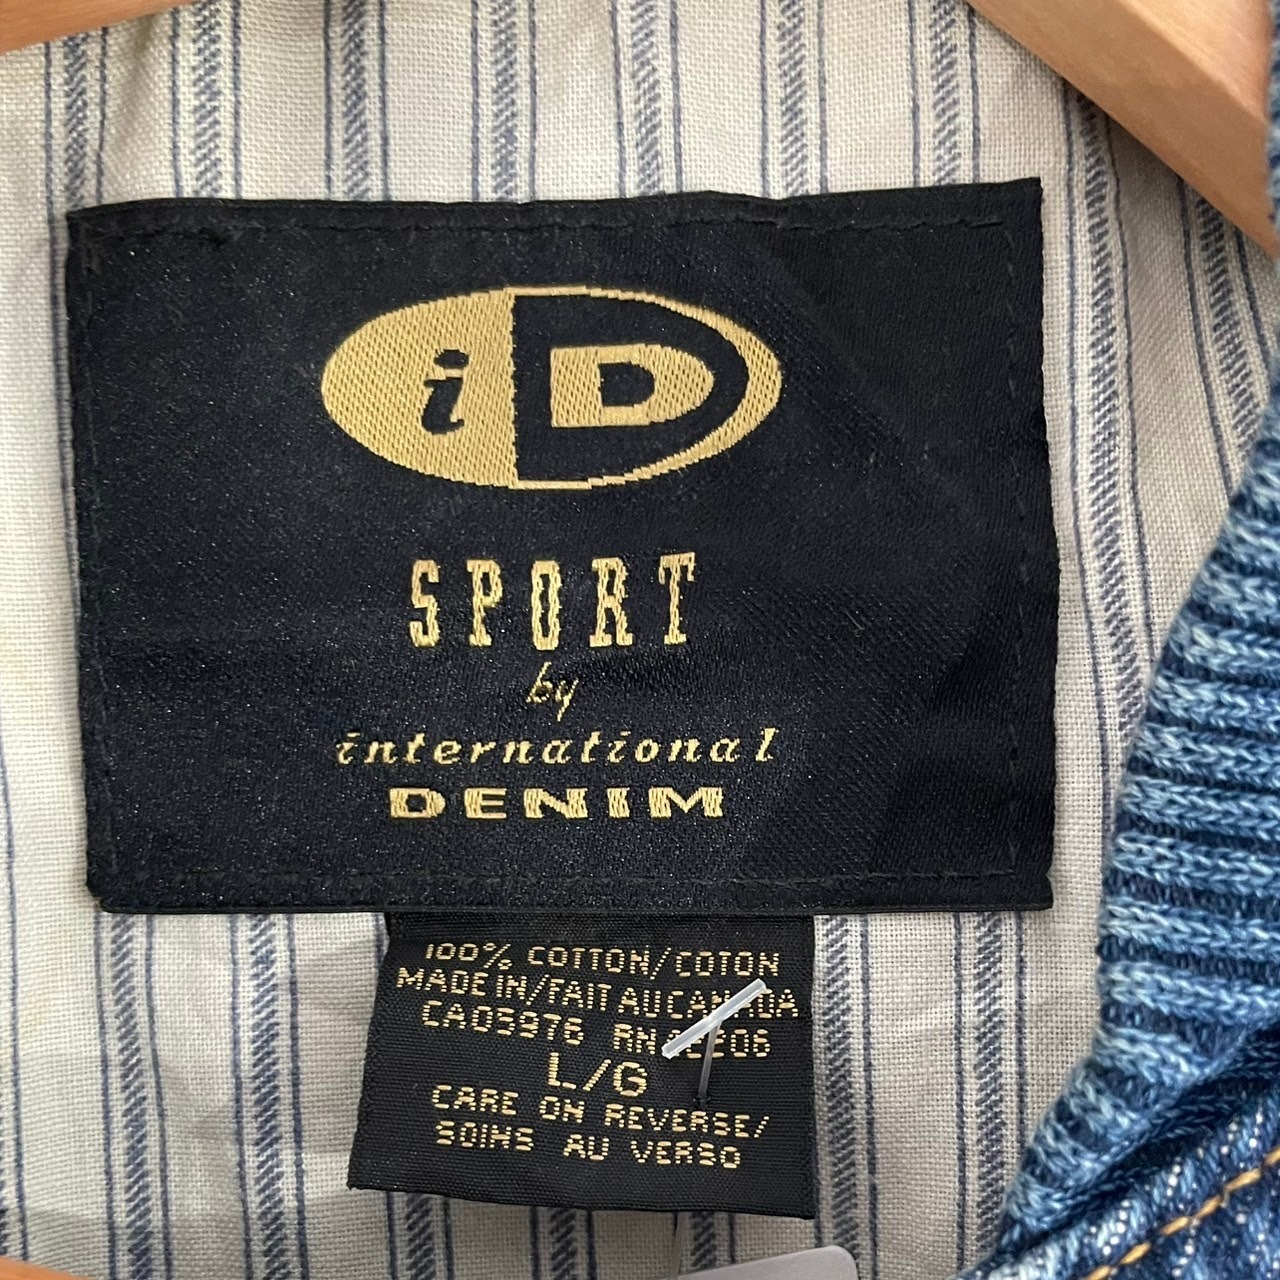 iD
SPORT
by
international
DENIM
100% COTTON/COTON
MADE IN/FAIT AU CANADA
CA05976 RN
L/G
CARE ON REVERSE/
SOINS AU VERSO